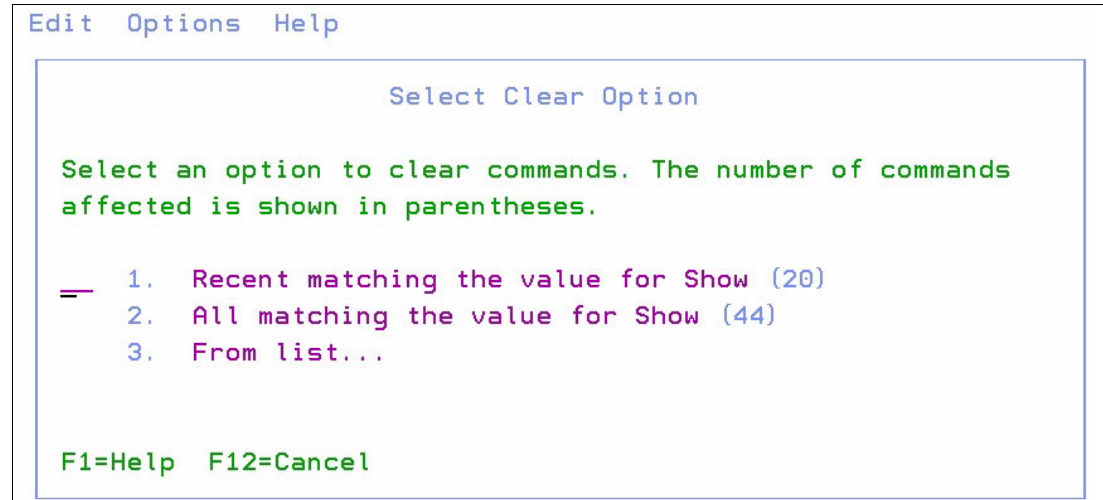 Edit Options Help
Select Clear Option
Select an option to clear commands. The number of commands
affected is shown in parentheses.
1. Recent matching the value for Show (20)
2. All matching the value for Show (44)
3. From list...
F1=Help F12=Cancel